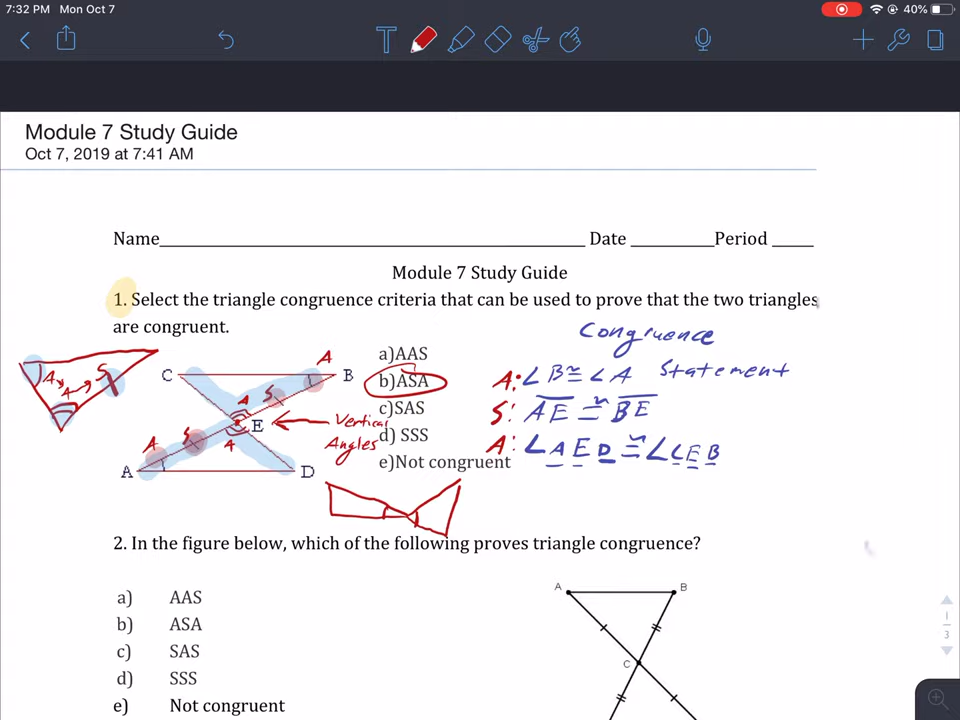 7:32 PM Mon Oct 7 40%
T
Module 7 Study Guide
Oct 7, 2019 at 7:41 AM
Name Date Period
Module 7 Study Guide
1. Select the triangle congruence criteria that can be used to prove that the two triangles
are congruent.
Congruence
Statement
a)AAS
b)ASA
c)SAS
d) SSS
e)Not congruent
A: ∠B ≅ ∠A
S: AE ≅ BE
A: ∠AED ≅ ∠CEB
A A S
C A B
A S
E
Vertical
Angles
A S A
A D
2. In the figure below, which of the following proves triangle congruence?
a) AAS
b) ASA
c) SAS
d) SSS
e) Not congruent
A B
C
1
3